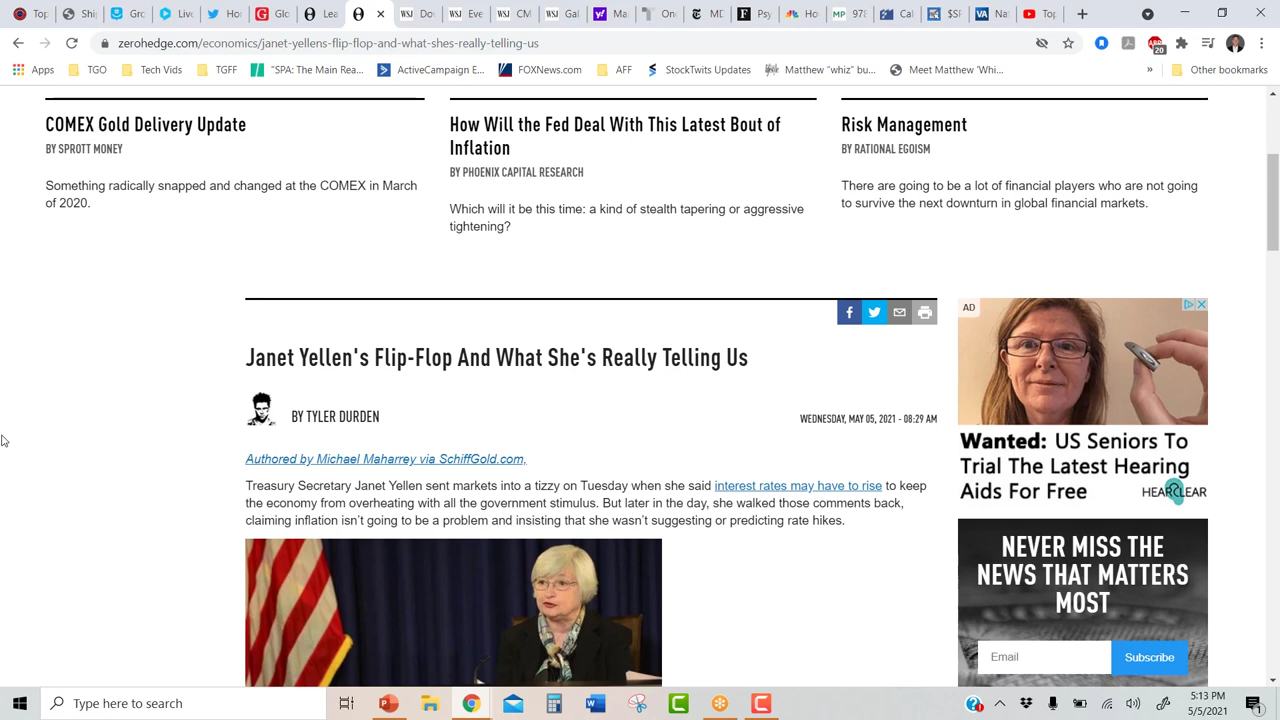 zerohedge.com/economics/janet-yellens-flip-flop-and-what-shes-really-telling-us
20
Apps
TGO
Tech Vids
TGFF
"SPA: The Main Rea...
ActiveCampaign E...
FOXNews.com
AFF
StockTwits Updates
Matthew "whiz" bu...
Meet Matthew 'Whi...
»
Other bookmarks
COMEX Gold Delivery Update
BY SPROTT MONEY
Something radically snapped and changed at the COMEX in March
of 2020.
How Will the Fed Deal With This Latest Bout of
Inflation
BY PHOENIX CAPITAL RESEARCH
Which will it be this time: a kind of stealth tapering or aggressive
tightening?
Risk Management
BY RATIONAL EGOISM
There are going to be a lot of financial players who are not going
to survive the next downturn in global financial markets.
Janet Yellen's Flip-Flop And What She's Really Telling Us
BY TYLER DURDEN
WEDNESDAY, MAY 05, 2021 - 08:29 AM
Authored by Michael Maharrey via SchiffGold.com,
Treasury Secretary Janet Yellen sent markets into a tizzy on Tuesday when she said interest rates may have to rise to keep
the economy from overheating with all the government stimulus. But later in the day, she walked those comments back,
claiming inflation isn't going to be a problem and insisting that she wasn't suggesting or predicting rate hikes.
AD
Wanted: US Seniors To
Trial The Latest Hearing
Aids For Free
HEARCLEAR
NEVER MISS THE
NEWS THAT MATTERS
MOST
Email
Subscribe
Type here to search
5:13 PM
5/5/2021